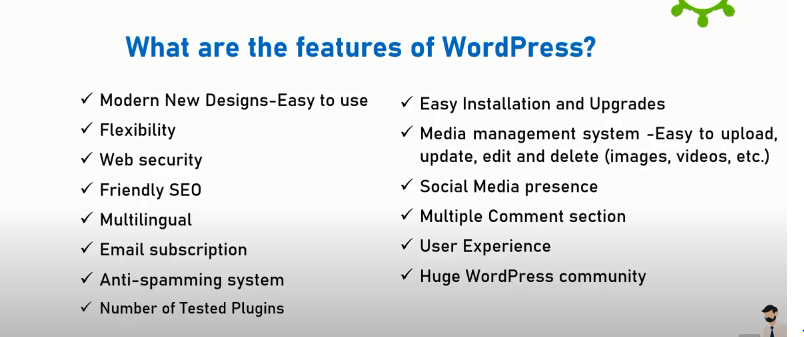 What are the features of WordPress?
✓ Modern New Designs-Easy to use
✓ Flexibility
✓ Web security
✓ Friendly SEO
✓ Multilingual
✓ Email subscription
✓ Anti-spamming system
✓ Number of Tested Plugins
✓ Easy Installation and Upgrades
✓ Media management system -Easy to upload,
update, edit and delete (images, videos, etc.)
✓ Social Media presence
✓ Multiple Comment section
✓ User Experience
✓ Huge WordPress community